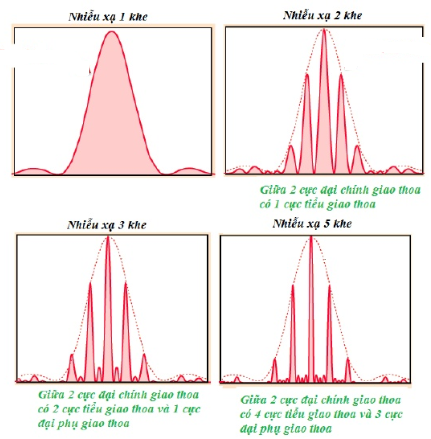 Nhiễu xạ 1 khe
Nhiễu xạ 2 khe
Giữa 2 cực đại chính giao thoa
có 1 cực tiểu giao thoa
Nhiễu xạ 3 khe
Nhiễu xạ 5 khe
Giữa 2 cực đại chính giao thoa
có 2 cực tiểu giao thoa và 1 cực
đại phụ giao thoa
Giữa 2 cực đại chính giao thoa
có 4 cực tiểu giao thoa và 3 cực
đại phụ giao thoa